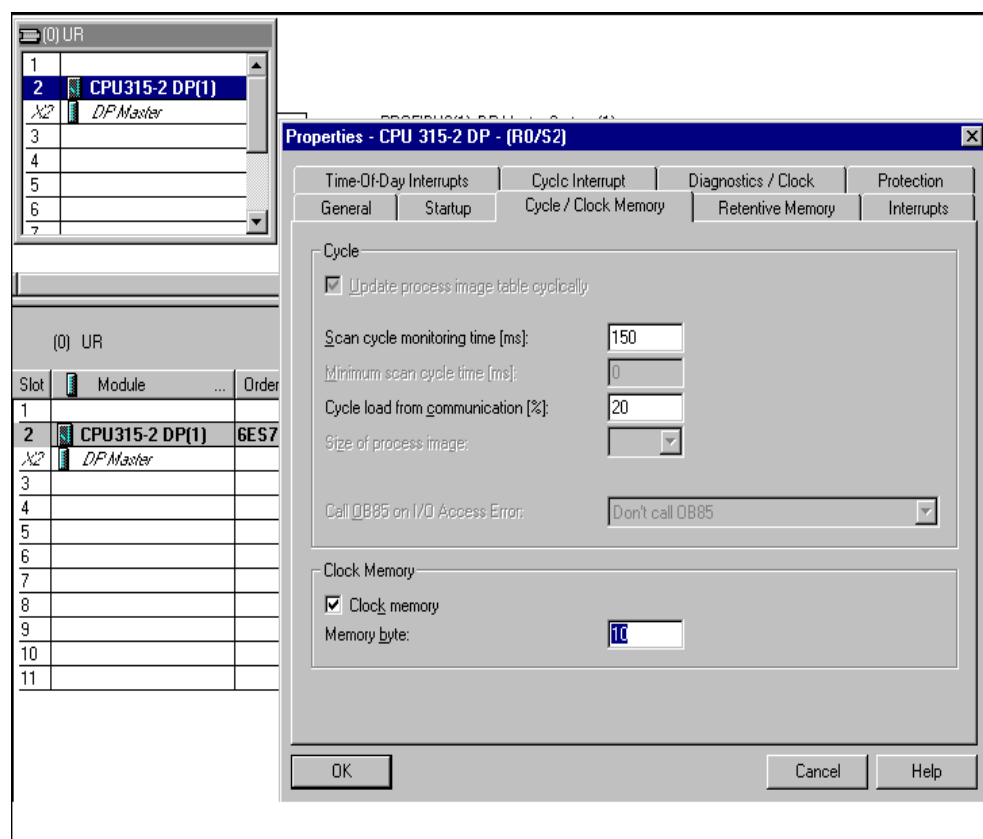 (0) UR
1
2 CPU315-2 DP(1)
X2 DP Master
3
4
5
6
7
Properties - CPU 315-2 DP - (R0/S2)
Time-Of-Day Interrupts Cyclc Interrupt Diagnostics / Clock Protection
General Startup Cycle / Clock Memory Retentive Memory Interrupts
Cycle
Update process image table cyclically
Scan cycle monitoring time [ms]: 150
Minimum scan cycle time [ms]: 0
Cycle load from communication [%]: 20
Size of process image:
Call OB85 on I/O Access Error: Don't call OB85
Clock Memory
Clock memory
Memory byte: 10
OK Cancel Help
(0) UR
Slot Module ... Order
1
2 CPU315-2 DP(1) 6ES7
X2 DP Master
3
4
5
6
7
8
9
10
11